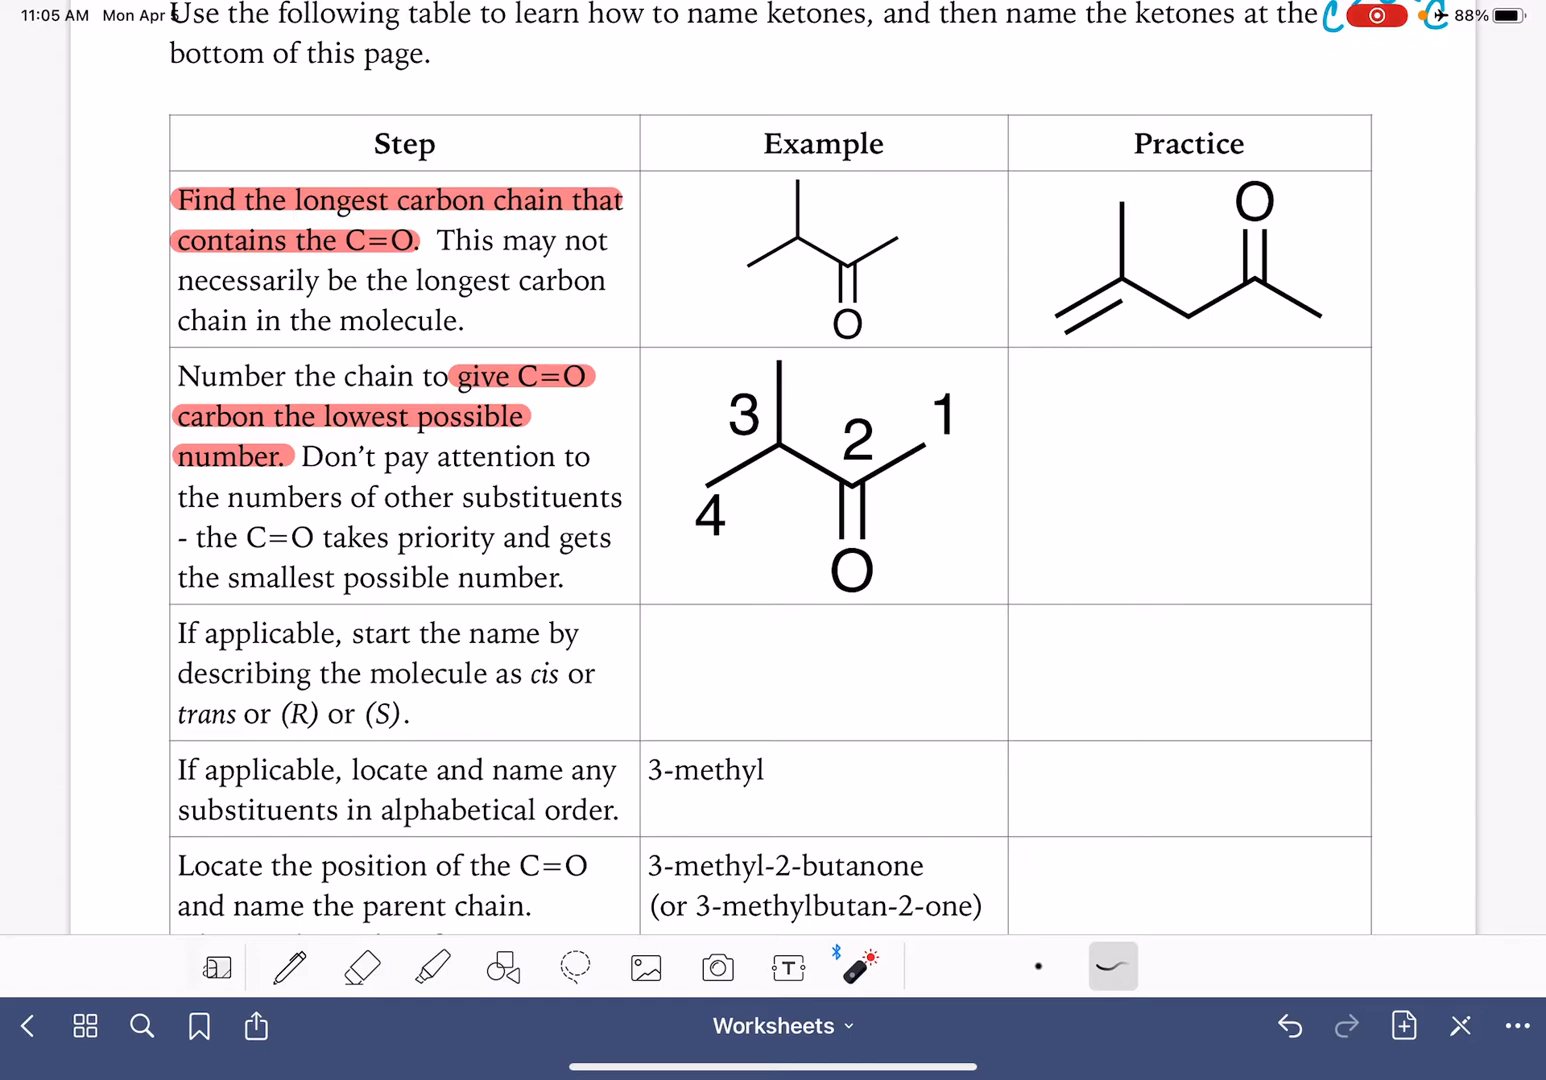 11:05 AM Mon Apr 5
88%
Use the following table to learn how to name ketones, and then name the ketones at the
bottom of this page.
Step
Example
Practice
Find the longest carbon chain that
contains the C=O. This may not
necessarily be the longest carbon
chain in the molecule.
O
O
Number the chain to give C=O
carbon the lowest possible
number. Don't pay attention to
the numbers of other substituents
- the C=O takes priority and gets
the smallest possible number.
3
2
1
4
O
If applicable, start the name by
describing the molecule as cis or
trans or (R) or (S).
If applicable, locate and name any
substituents in alphabetical order.
3-methyl
Locate the position of the C=O
and name the parent chain.
3-methyl-2-butanone
(or 3-methylbutan-2-one)
T
Worksheets